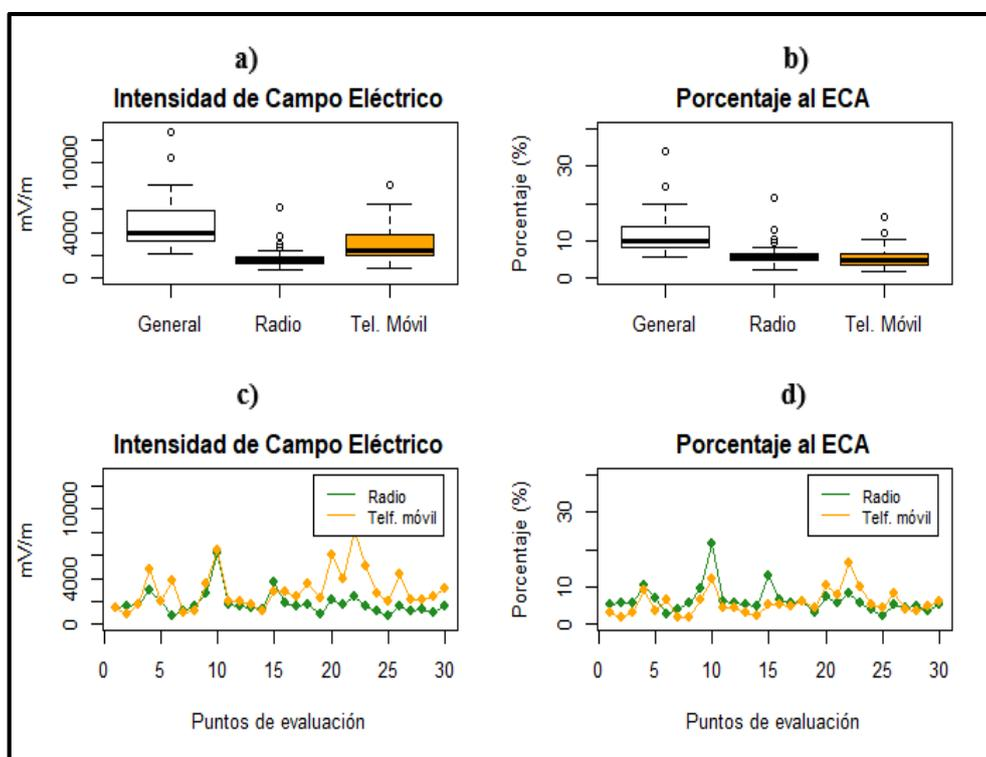 a)
Intensidad de Campo Eléctrico
mV/m
10000
4000
0
General Radio Tel. Móvil
b)
Porcentaje al ECA
Porcentaje (%)
30
10
0
General Radio Tel. Móvil
c)
Intensidad de Campo Eléctrico
mV/m
10000
4000
0
Radio
Telf. móvil
0 5 10 15 20 25 30
Puntos de evaluación
d)
Porcentaje al ECA
Porcentaje (%)
30
10
0
Radio
Telf. móvil
0 5 10 15 20 25 30
Puntos de evaluación